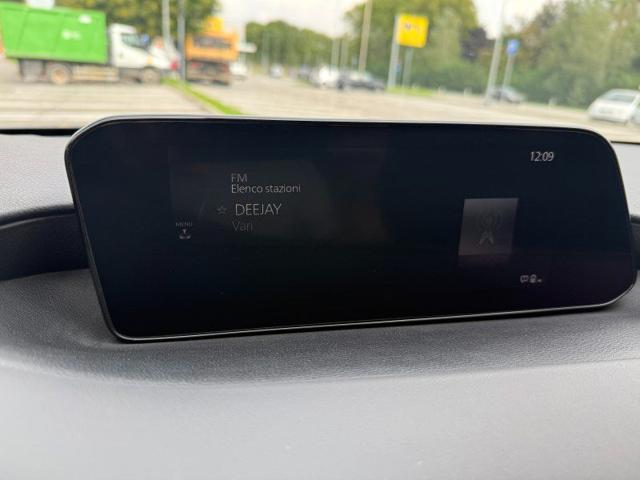 12:09
FM
Elenco stazioni
☆ DEEJAY
Vari
MENU